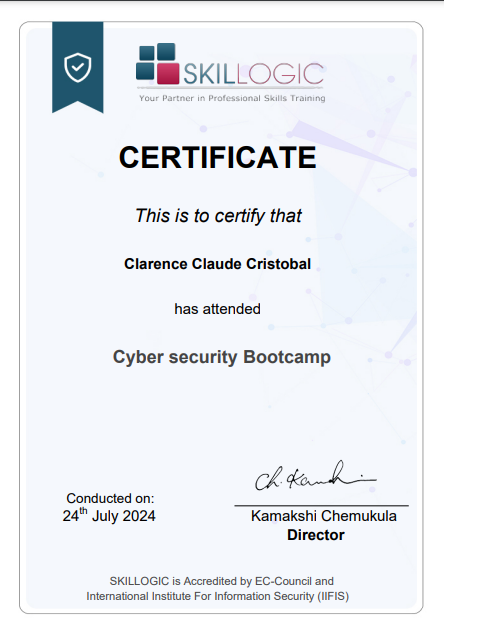 SKILLOGIC
Your Partner in Professional Skills Training
CERTIFICATE
This is to certify that
Clarence Claude Cristobal
has attended
Cyber security Bootcamp
Ch. Kamakshi
Conducted on:
24th July 2024
Kamakshi Chemukula
Director
SKILLOGIC is Accredited by EC-Council and
International Institute For Information Security (IIFIS)